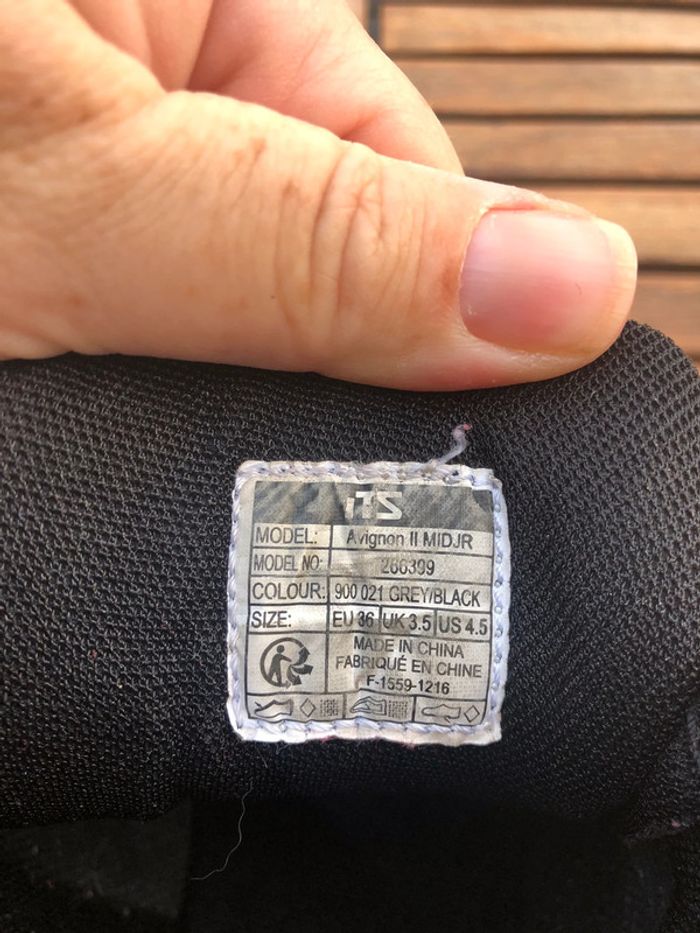 iTS
MODEL: Avignon II MIDJR
MODEL NO: 266399
COLOUR: 900 021 GREY/BLACK
SIZE: EU 36 UK 3.5 US 4.5
MADE IN CHINA
FABRIQUÉ EN CHINE
F-1559-1216